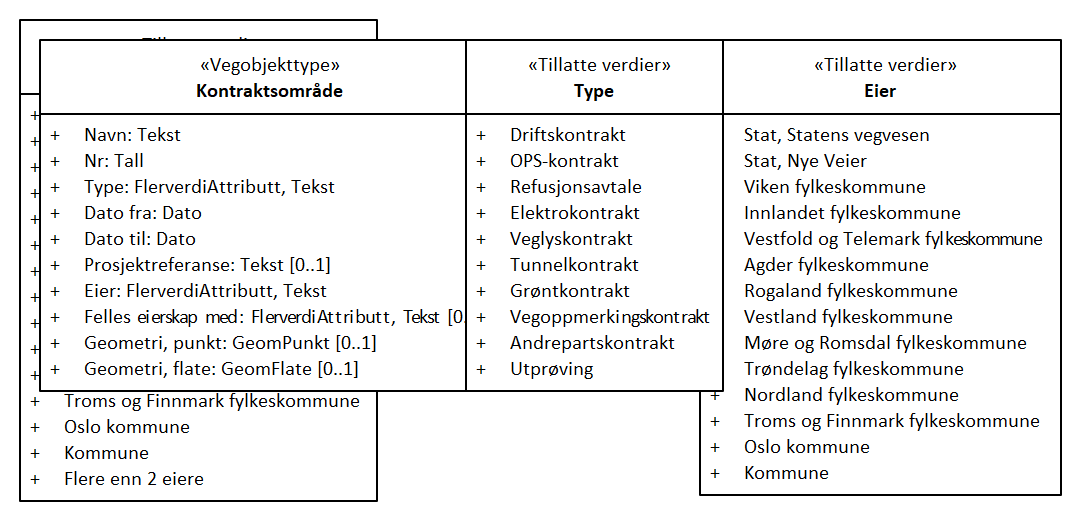 «Vegobjekttype»
Kontraktsområde
+ Navn: Tekst
+ Nr: Tall
+ Type: FlerverdiAttributt, Tekst
+ Dato fra: Dato
+ Dato til: Dato
+ Prosjektreferanse: Tekst [0..1]
+ Eier: FlerverdiAttributt, Tekst
+ Felles eierskap med: FlerverdiAttributt, Tekst [0.
+ Geometri, punkt: GeomPunkt [0..1]
+ Geometri, flate: GeomFlate [0..1]
«Tillatte verdier»
Type
+ Driftskontrakt
+ OPS-kontrakt
+ Refusjonsavtale
+ Elektrokontrakt
+ Veglyskontrakt
+ Tunnelkontrakt
+ Grøntkontrakt
+ Vegoppmerkingskontrakt
+ Andrepartskontrakt
+ Utprøving
«Tillatte verdier»
Eier
Stat, Statens vegvesen
Stat, Nye Veier
Viken fylkeskommune
Innlandet fylkeskommune
Vestfold og Telemark fylkeskommune
Agder fylkeskommune
Rogaland fylkeskommune
Vestland fylkeskommune
Møre og Romsdal fylkeskommune
Trøndelag fylkeskommune
+ Nordland fylkeskommune
+ Troms og Finnmark fylkeskommune
+ Oslo kommune
+ Kommune
+
+
+
+
+
+
+
+
+
+
+
+ Troms og Finnmark fylkeskommune
+ Oslo kommune
+ Kommune
+ Flere enn 2 eiere